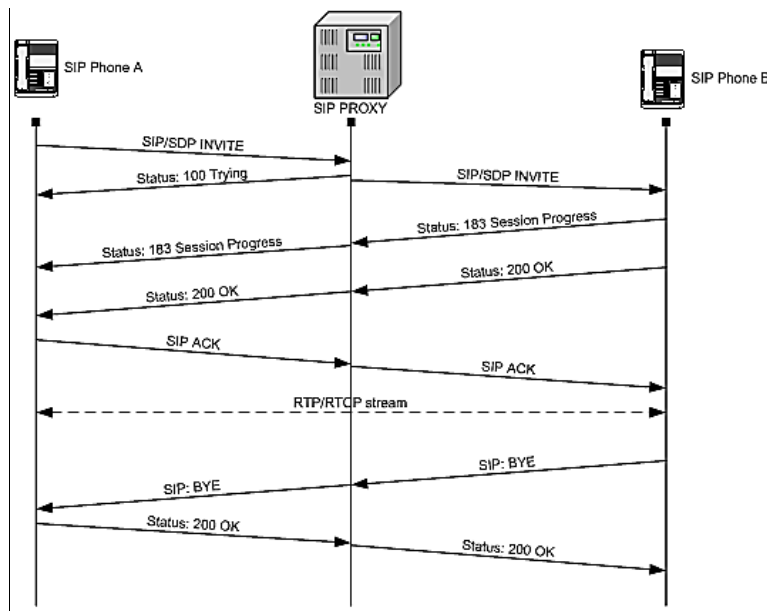 SIP Phone A
SIP PROXY
SIP Phone B
SIP/SDP INVITE
Status: 100 Trying
SIP/SDP INVITE
Status: 183 Session Progress
Status: 183 Session Progress
Status: 200 OK
Status: 200 OK
SIP ACK
SIP ACK
RTP/RTCP stream
SIP: BYE
SIP: BYE
Status: 200 OK
Status: 200 OK